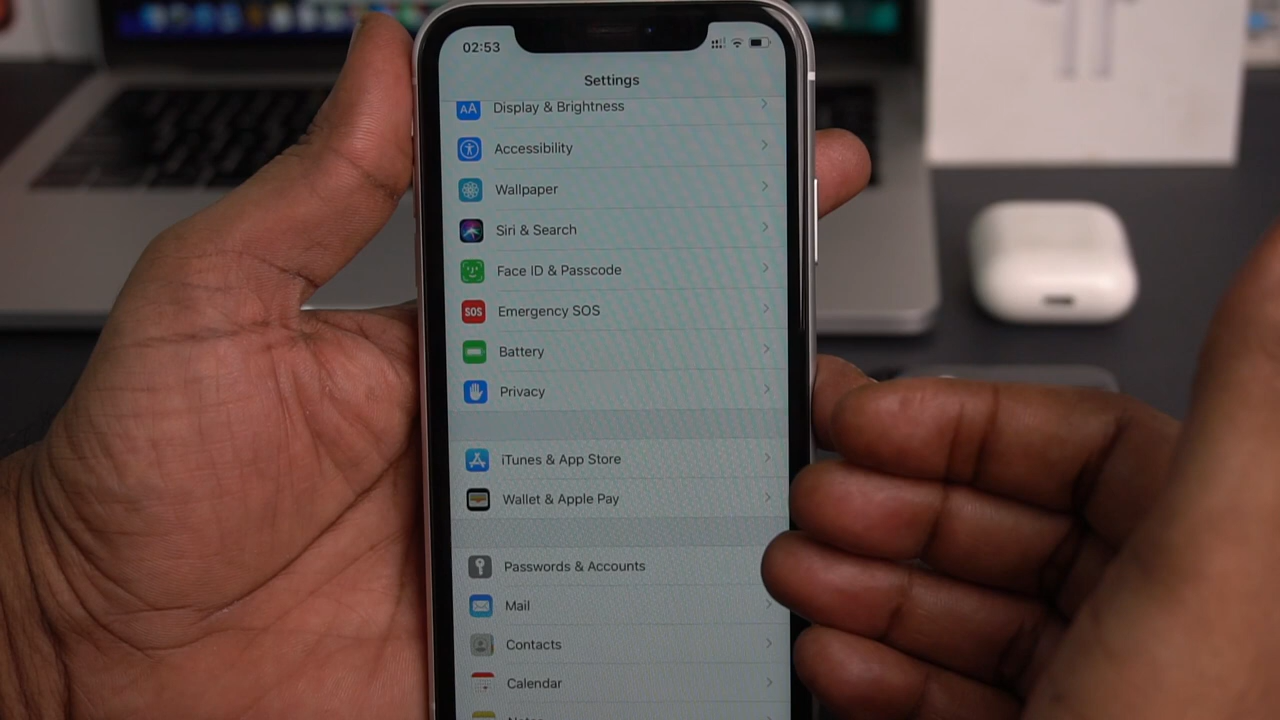 02:53
Settings
AA Display & Brightness
Accessibility
Wallpaper
Siri & Search
Face ID & Passcode
SOS Emergency SOS
Battery
Privacy
iTunes & App Store
Wallet & Apple Pay
Passwords & Accounts
Mail
Contacts
Calendar